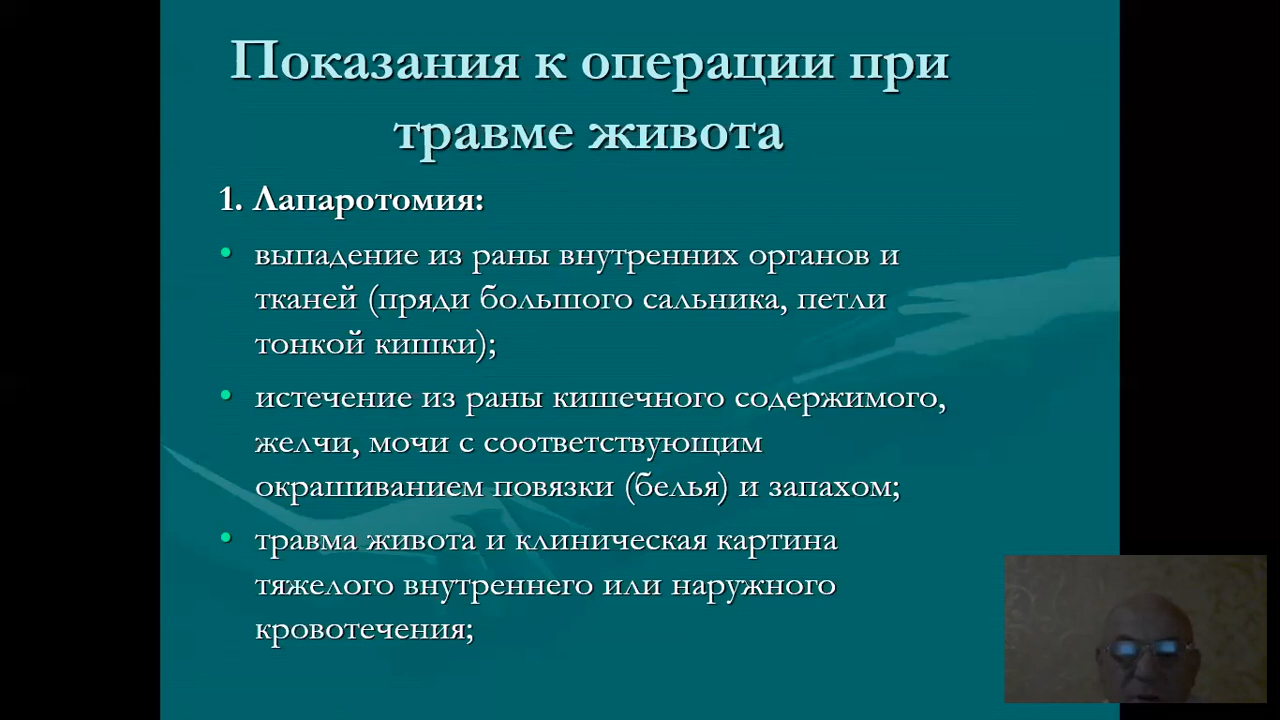 Показания к операции при
травме живота
1. Лапаротомия:
• выпадение из раны внутренних органов и
тканей (пряди большого сальника, петли
тонкой кишки);
• истечение из раны кишечного содержимого,
желчи, мочи с соответствующим
окрашиванием повязки (белья) и запахом;
• травма живота и клиническая картина
тяжелого внутреннего или наружного
кровотечения;